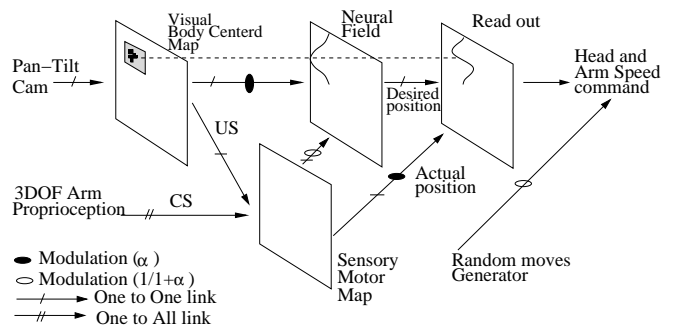 Visual
Body Centerd
Map
Neural
Field
Read out
Pan-Tilt
Cam
Head and
Arm Speed
command
Desired
position
US
3DOF Arm
Proprioception
CS
Actual
position
Sensory
Motor
Map
Random moves
Generator
Modulation (α )
Modulation (1/1+α)
One to One link
One to All link